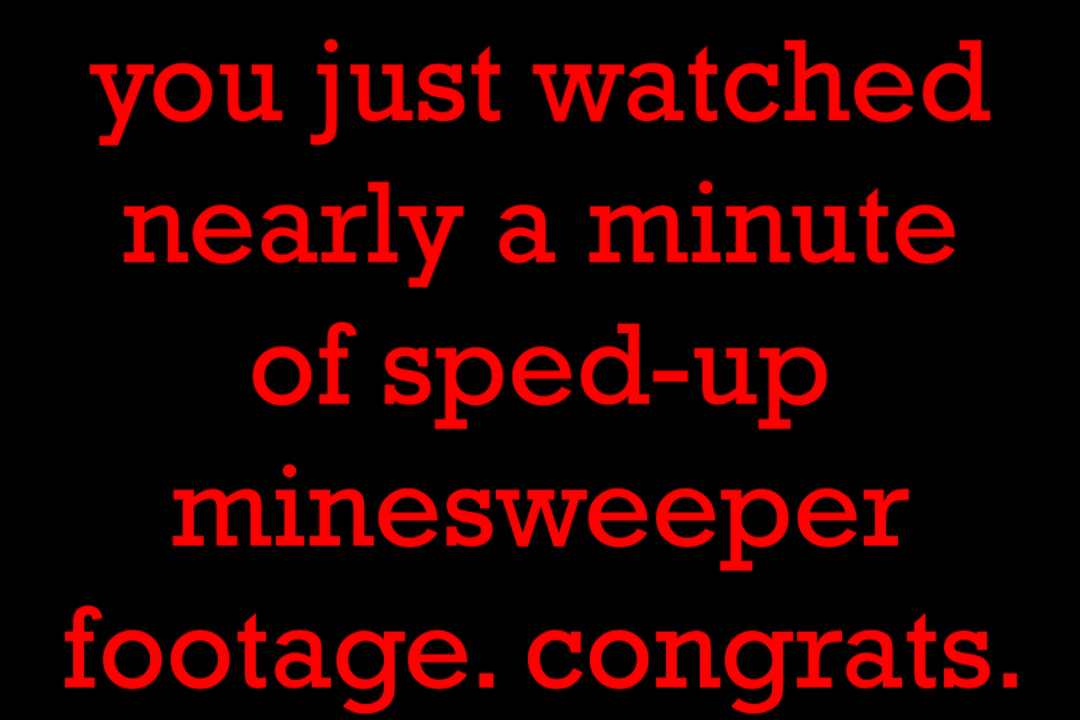 you just watched
nearly a minute
of sped-up
minesweeper
footage. congrats.